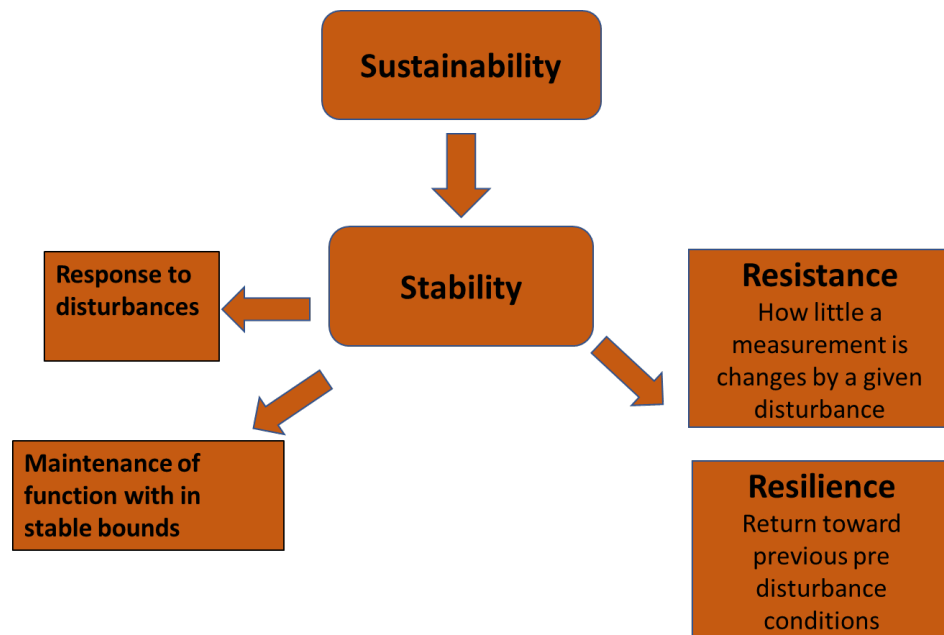 Sustainability
Stability
Response to
disturbances
Maintenance of
function with in
stable bounds
Resistance
How little a
measurement is
changes by a given
disturbance
Resilience
Return toward
previous pre
disturbance
conditions